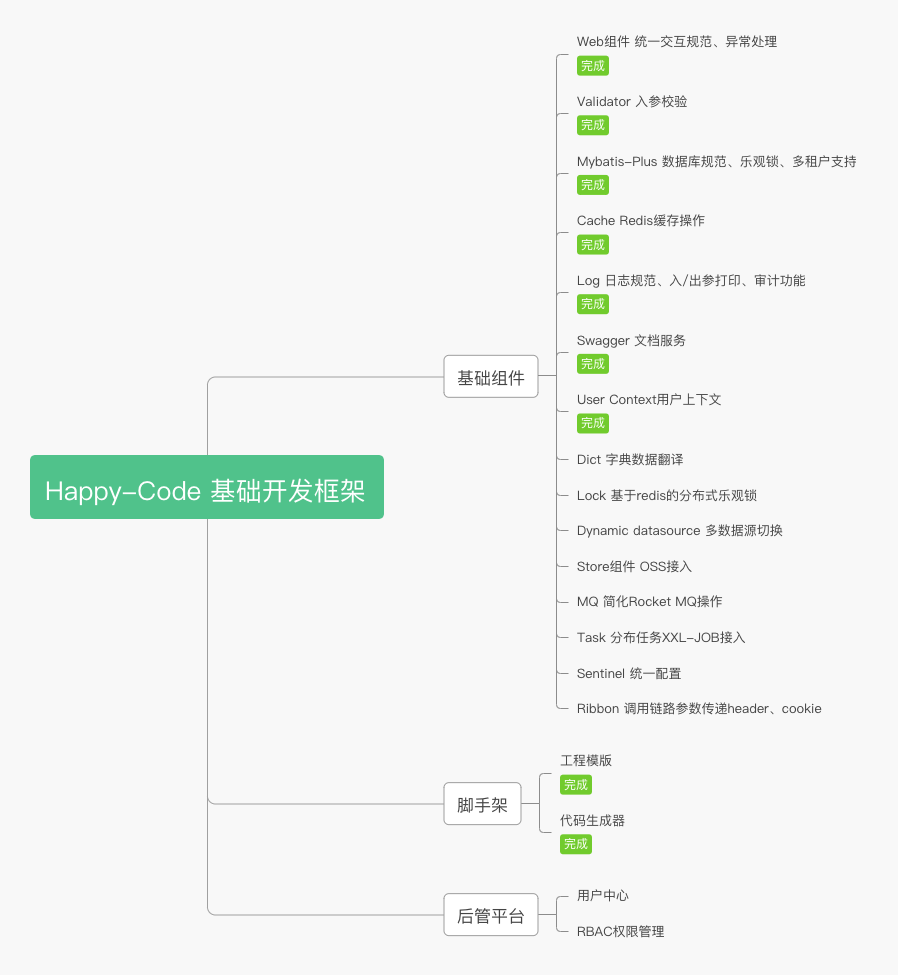 Happy-Code 基础开发框架
基础组件
Web组件 统一交互规范、异常处理
完成
Validator 入参校验
完成
Mybatis-Plus 数据库规范、乐观锁、多租户支持
完成
Cache Redis缓存操作
完成
Log 日志规范、入/出参打印、审计功能
完成
Swagger 文档服务
完成
User Context用户上下文
完成
Dict 字典数据翻译
Lock 基于redis的分布式乐观锁
Dynamic datasource 多数据源切换
Store组件 OSS接入
MQ 简化Rocket MQ操作
Task 分布任务XXL-JOB接入
Sentinel 统一配置
Ribbon 调用链路参数传递header、cookie
脚手架
工程模版
完成
代码生成器
完成
后管平台
用户中心
RBAC权限管理